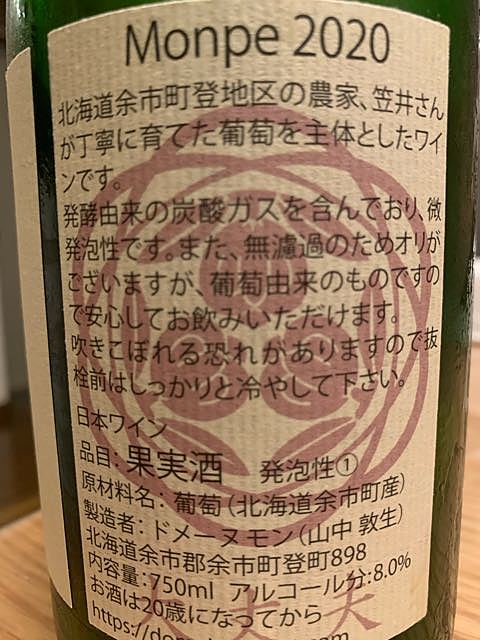 Monpe 2020
北海道余市町登地区の農家、笠井さん
が丁寧に育てた葡萄を主体としたワイ
ンです。
発酵由来の炭酸ガスを含んでおり、微
発泡性です。また、無濾過のためオリが
ございますが、葡萄由来のものですの
で安心してお飲みいただけます。
吹きこぼれる恐れがありますので抜
栓前はしっかりと冷やして下さい。
日本ワイン
品目：果実酒 発泡性①
原材料名：葡萄（北海道余市町産）
製造者：ドメーヌモン（山中 敦生）
北海道余市郡余市町登町898
内容量：750ml アルコール分：8.0%
お酒は20歳になってから